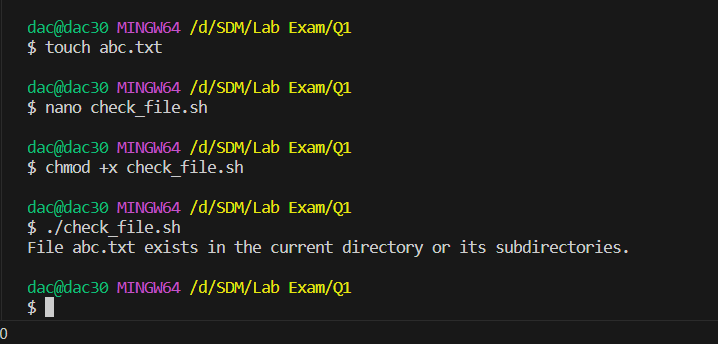 dac@dac30 MINGW64 /d/SDM/Lab Exam/Q1
$ touch abc.txt
dac@dac30 MINGW64 /d/SDM/Lab Exam/Q1
$ nano check_file.sh
dac@dac30 MINGW64 /d/SDM/Lab Exam/Q1
$ chmod +x check_file.sh
dac@dac30 MINGW64 /d/SDM/Lab Exam/Q1
$ ./check_file.sh
File abc.txt exists in the current directory or its subdirectories.
dac@dac30 MINGW64 /d/SDM/Lab Exam/Q1
$
0